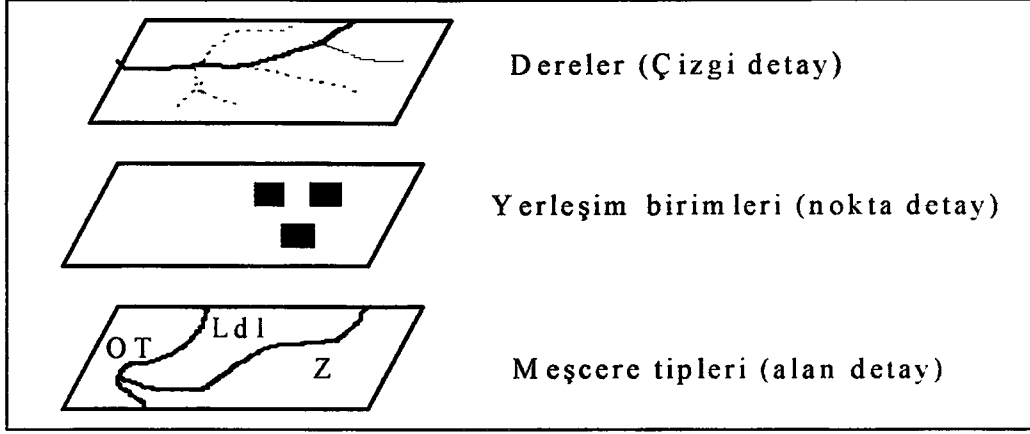 Dereler (Çizgi detay)
Yerleşim birimleri (nokta detay)
OT
Ldl
Z
Meşcere tipleri (alan detay)